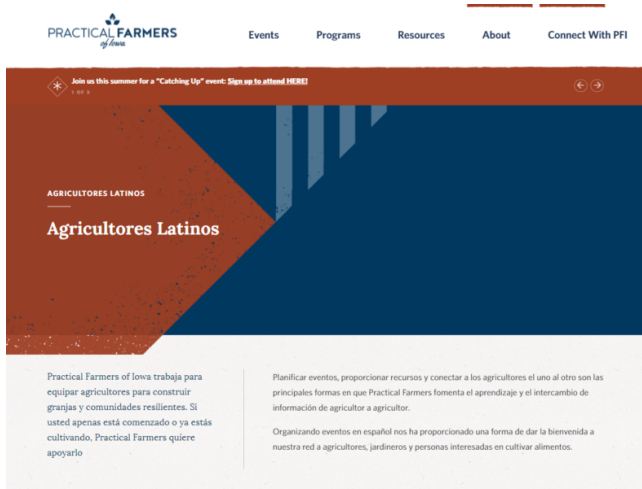 PRACTICAL FARMERS
of Iowa
Events
Programs
Resources
About
Connect With PFI
Join us this summer for a "Catching Up" event: Sign up to attend HERE!
1 OF 3
AGRICULTORES LATINOS
Agricultores Latinos
Practical Farmers of Iowa trabaja para
equipar agricultores para construir
granjas y comunidades resilientes. Si
usted apenas está comenzado o ya estás
cultivando, Practical Farmers quiere
apoyarlo
Planificar eventos, proporcionar recursos y conectar a los agricultores el uno al otro son las
principales formas en que Practical Farmers fomenta el aprendizaje y el intercambio de
información de agricultor a agricultor.
Organizando eventos en español nos ha proporcionado una forma de dar la bienvenida a
nuestra red a agricultores, jardineros y personas interesadas en cultivar alimentos.